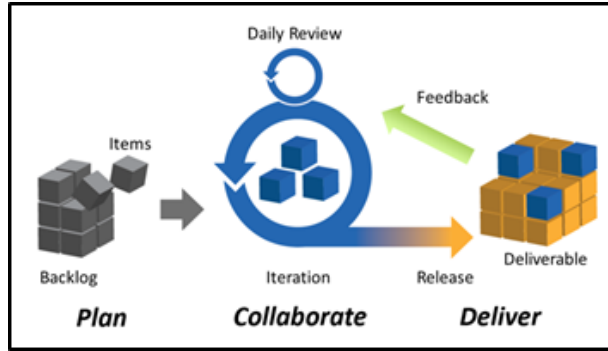 Daily Review
Feedback
Items
Backlog
Iteration
Release
Deliverable
Plan
Collaborate
Deliver